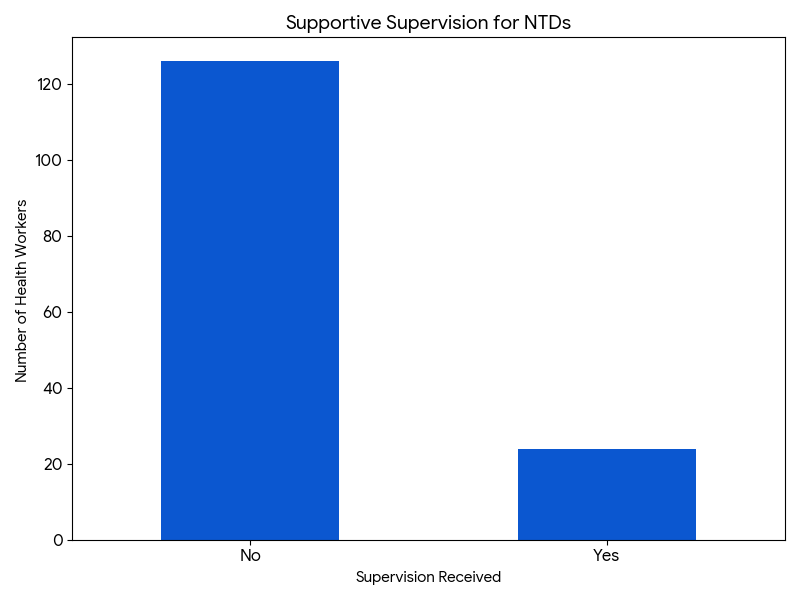 Supportive Supervision for NTDs
Number of Health Workers
120
100
80
60
40
20
0
No Yes
Supervision Received